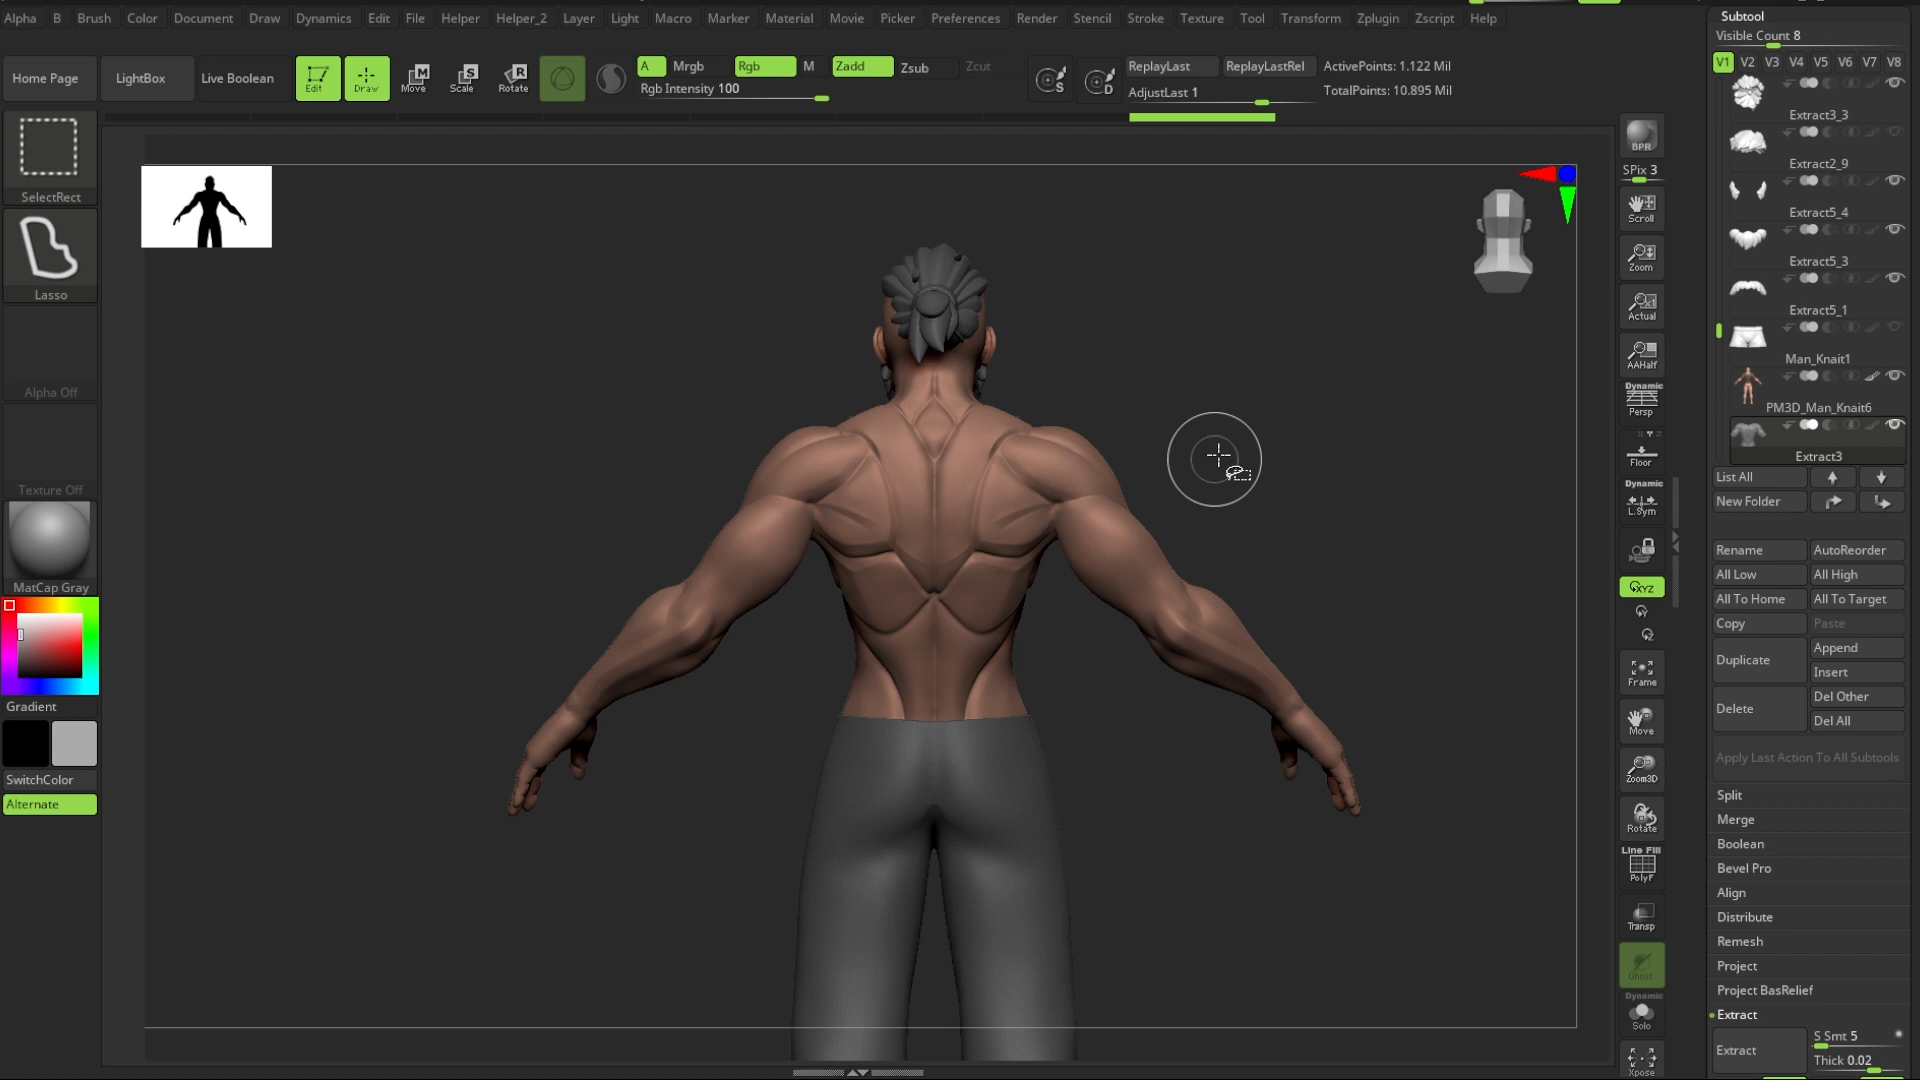 Alpha B Brush Color Document Draw Dynamics Edit File Helper Helper_2 Layer Light Macro Marker Material Movie Picker Preferences Render Stencil Stroke Texture Tool Transform Zplugin Zscript Help
Home Page LightBox Live Boolean Edit Draw Move Scale Rotate
A Mrgb Rgb M Zadd Zsub Zcut
Rgb Intensity 100
ReplayLast ReplayLastRel ActivePoints: 1.122 Mil
AdjustLast 1 TotalPoints: 10.895 Mil
SelectRect
Lasso
Alpha Off
Texture Off
MatCap Gray
Gradient
SwitchColor
Alternate
BPR
SPix 3
Scroll
Zoom
Actual
AAHalf
Dynamic
Persp
Floor
Dynamic
L.Sym
XYZ
Frame
Move
Zoom3D
Rotate
Line Fill
PolyF
Transp
Ghost
Dynamic
Solo
Xpose
Subtool
Visible Count 8
V1 V2 V3 V4 V5 V6 V7 V8
Extract3_3
Extract2_9
Extract5_4
Extract5_3
Extract5_1
Man_Knait1
PM3D_Man_Knait6
Extract3
List All
New Folder
Rename AutoReorder
All Low All High
All To Home All To Target
Copy Paste
Duplicate Append
Insert
Delete Del Other
Del All
Apply Last Action To All Subtools
Split
Merge
Boolean
Bevel Pro
Align
Distribute
Remesh
Project
Project BasRelief
Extract
Extract S Smt 5
Thick 0.02